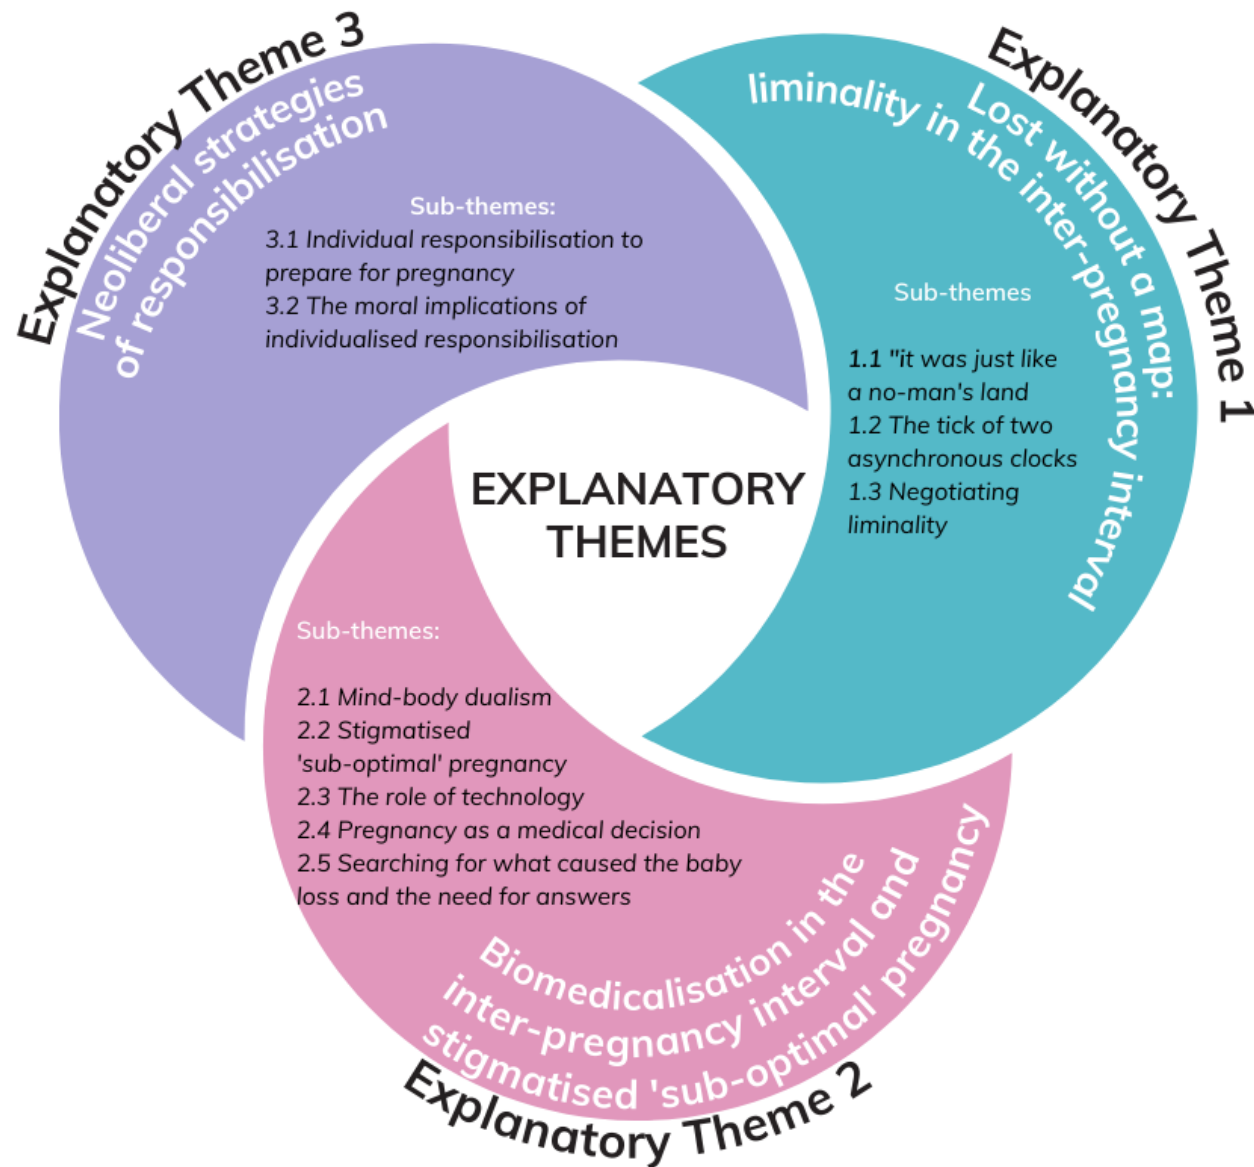 EXPLANATORY
THEMES
Explanatory Theme 1
Lost without a map:
liminality in the inter-pregnancy interval
Sub-themes
1.1 "it was just like
a no-man's land
1.2 The tick of two
asynchronous clocks
1.3 Negotiating
liminality
Explanatory Theme 2
Biomedicalisation in the
inter-pregnancy interval and
stigmatised 'sub-optimal' pregnancy
Sub-themes:
2.1 Mind-body dualism
2.2 Stigmatised
'sub-optimal' pregnancy
2.3 The role of technology
2.4 Pregnancy as a medical decision
2.5 Searching for what caused the baby
loss and the need for answers
Explanatory Theme 3
Neoliberal strategies
of responsibilisation
Sub-themes:
3.1 Individual responsibilisation to
prepare for pregnancy
3.2 The moral implications of
individualised responsibilisation